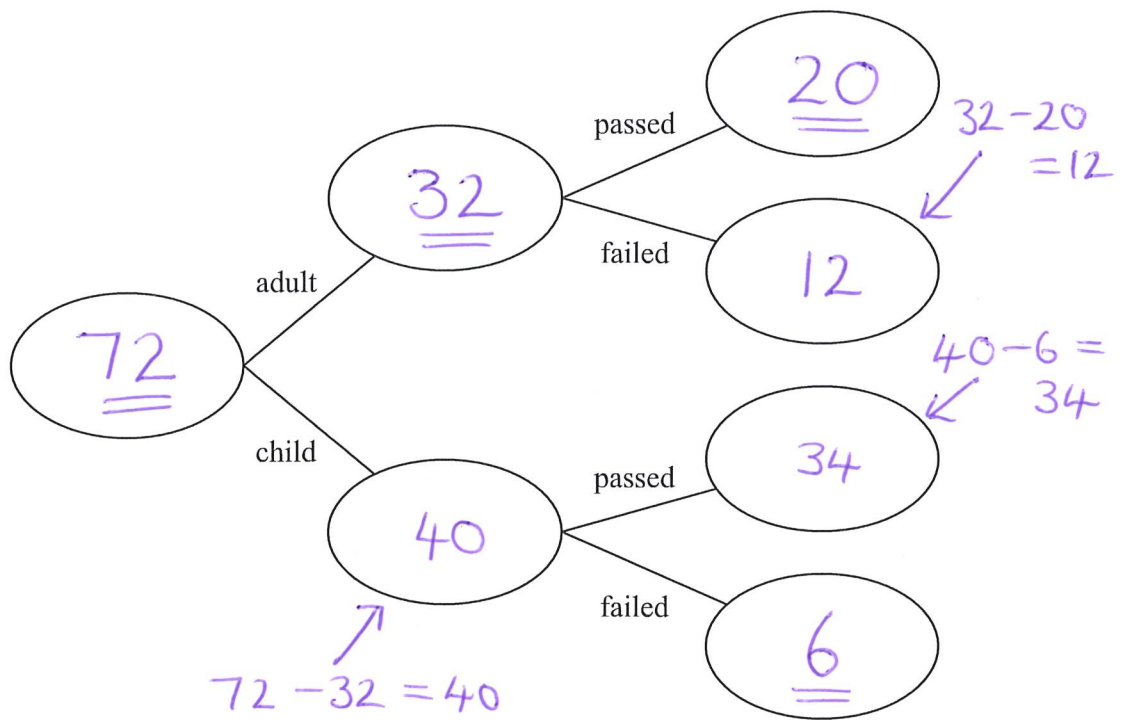 20
passed
32-20
=12
32
failed
12
adult
72
40-6=
34
child
passed
34
40
failed
6
72-32=40